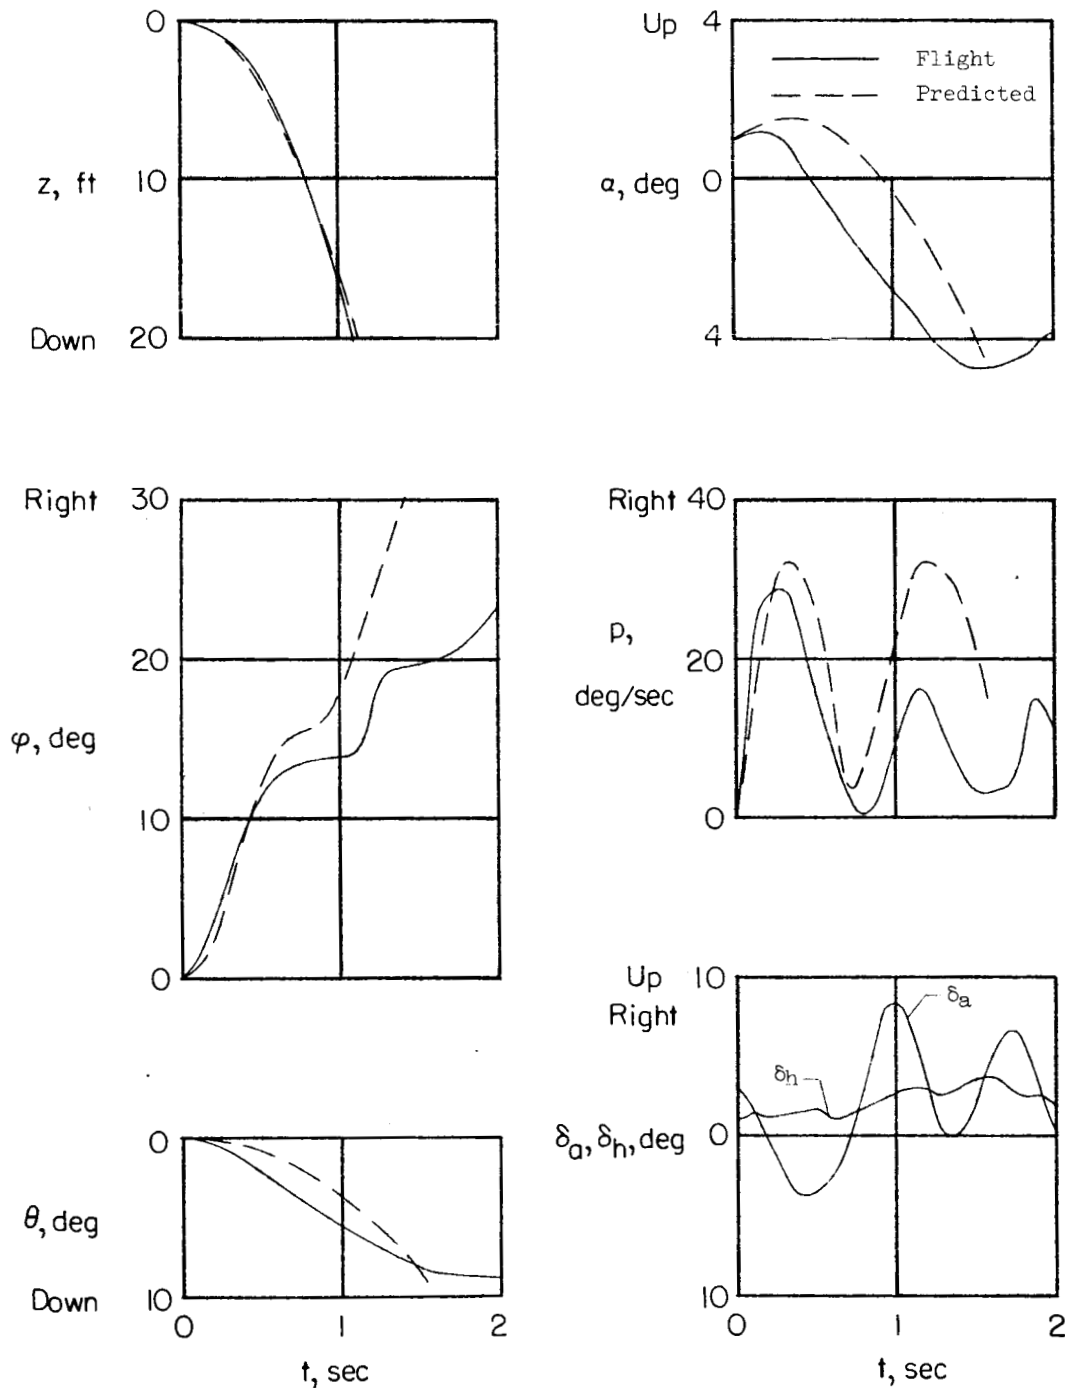 0
z, ft 10
Down 20
Up 4
Flight
Predicted
α, deg 0
4
Right 30
20
φ, deg
10
0
Right 40
p,
20
deg/sec
0
0
θ, deg
Down 10
0 1 2
t, sec
Up 10
Right
δa
δh
δa, δh, deg 0
10
0 1 2
t, sec